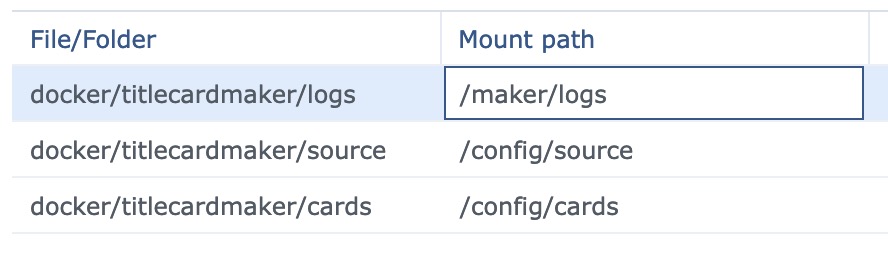 File/Folder Mount path
docker/titlecardmaker/logs /maker/logs
docker/titlecardmaker/source /config/source
docker/titlecardmaker/cards /config/cards